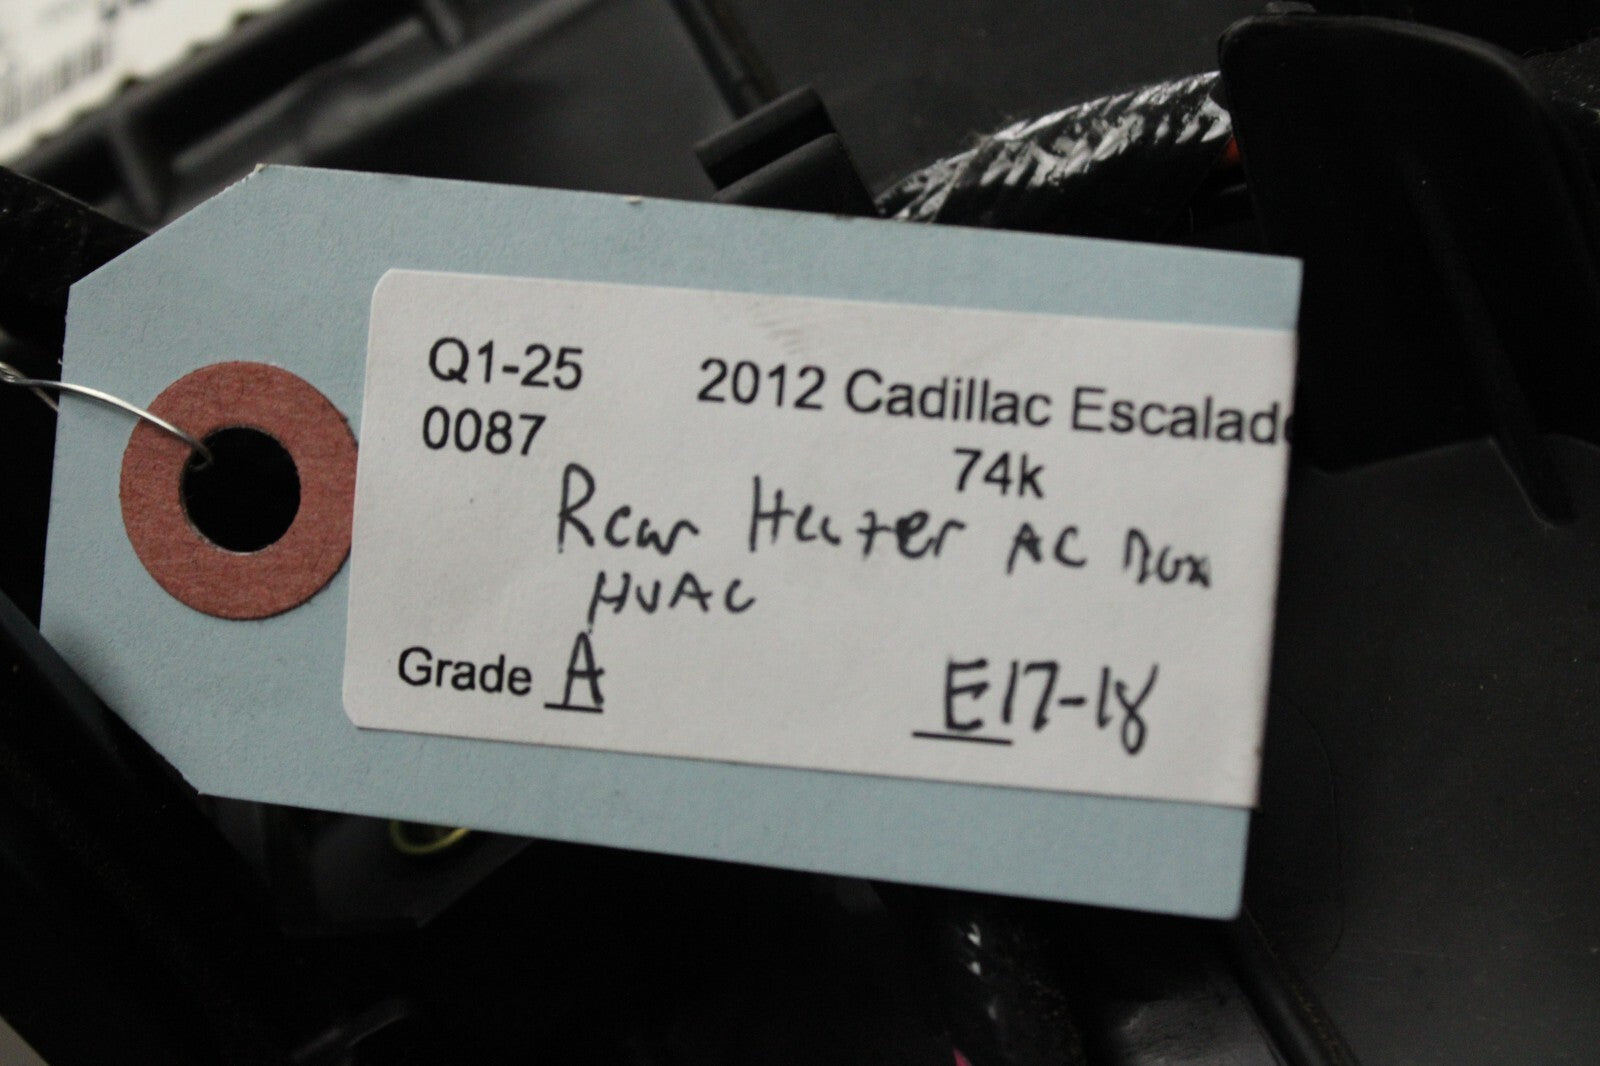 Q1-25 2012 Cadillac Escalade
0087 74k
Rear Heater AC Box
HVAC
Grade A E17-18